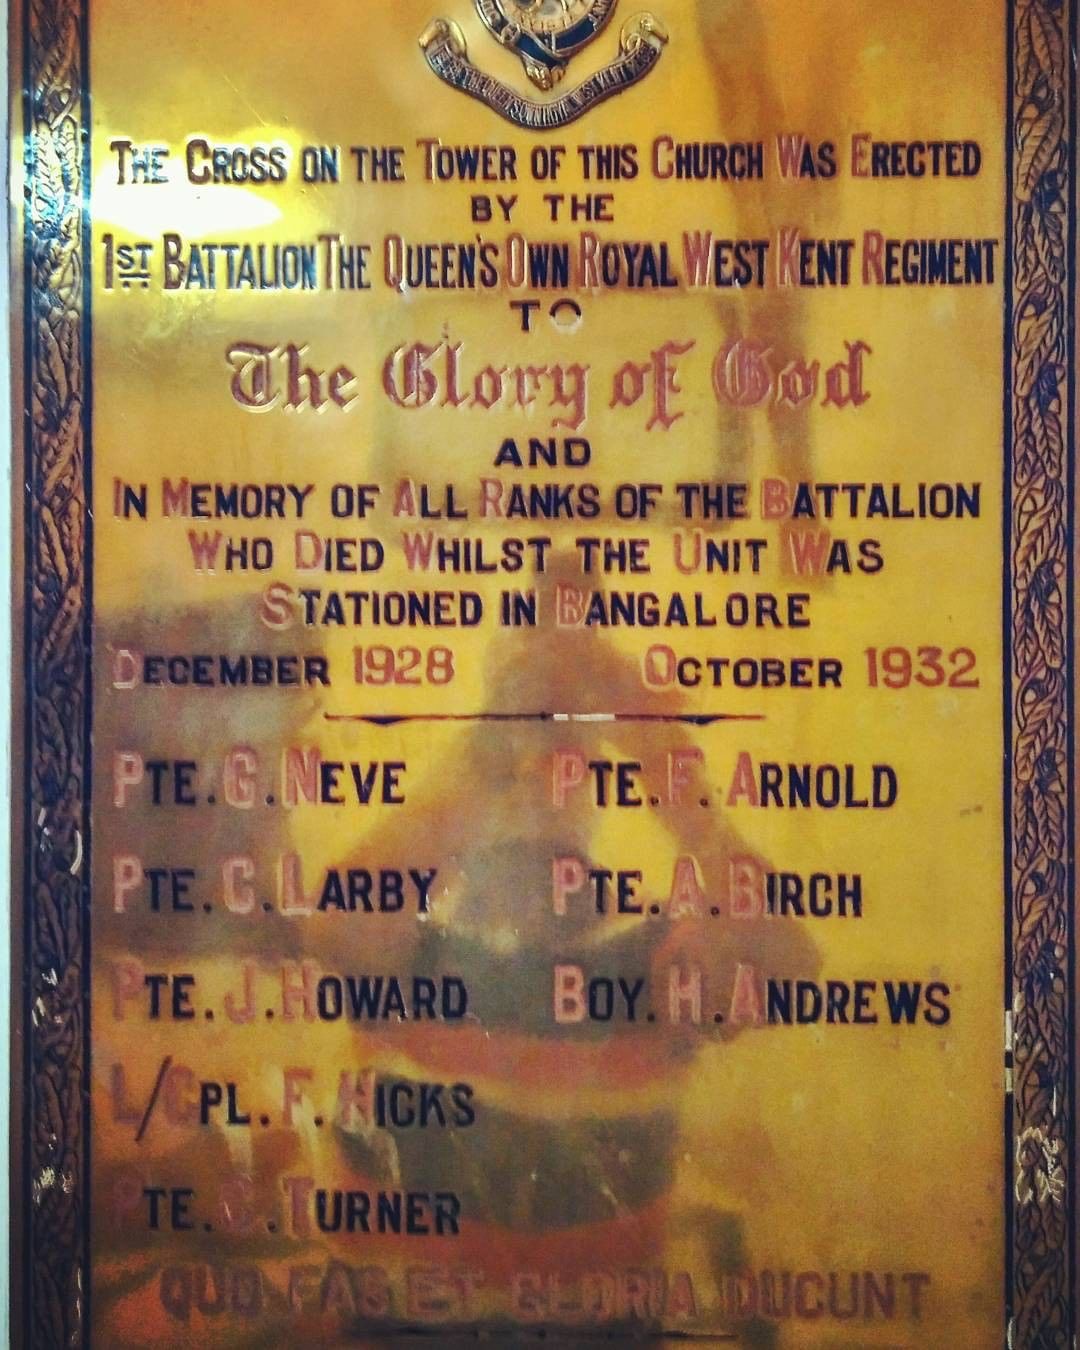 THE CROSS ON THE TOWER OF THIS CHURCH WAS ERECTED
BY THE
1ST BATTALION THE QUEEN'S OWN ROYAL WEST KENT REGIMENT
TO
The Glory of God
AND
IN MEMORY OF ALL RANKS OF THE BATTALION
WHO DIED WHILST THE UNIT WAS
STATIONED IN BANGALORE
DECEMBER 1928 OCTOBER 1932
PTE. G. NEVE PTE. F. ARNOLD
PTE. C. LARBY PTE. A. BIRCH
PTE. J. HOWARD BOY. H. ANDREWS
L/CPL. F. HICKS
PTE. TURNER
QUO FAS ET GLORIA DUCUNT